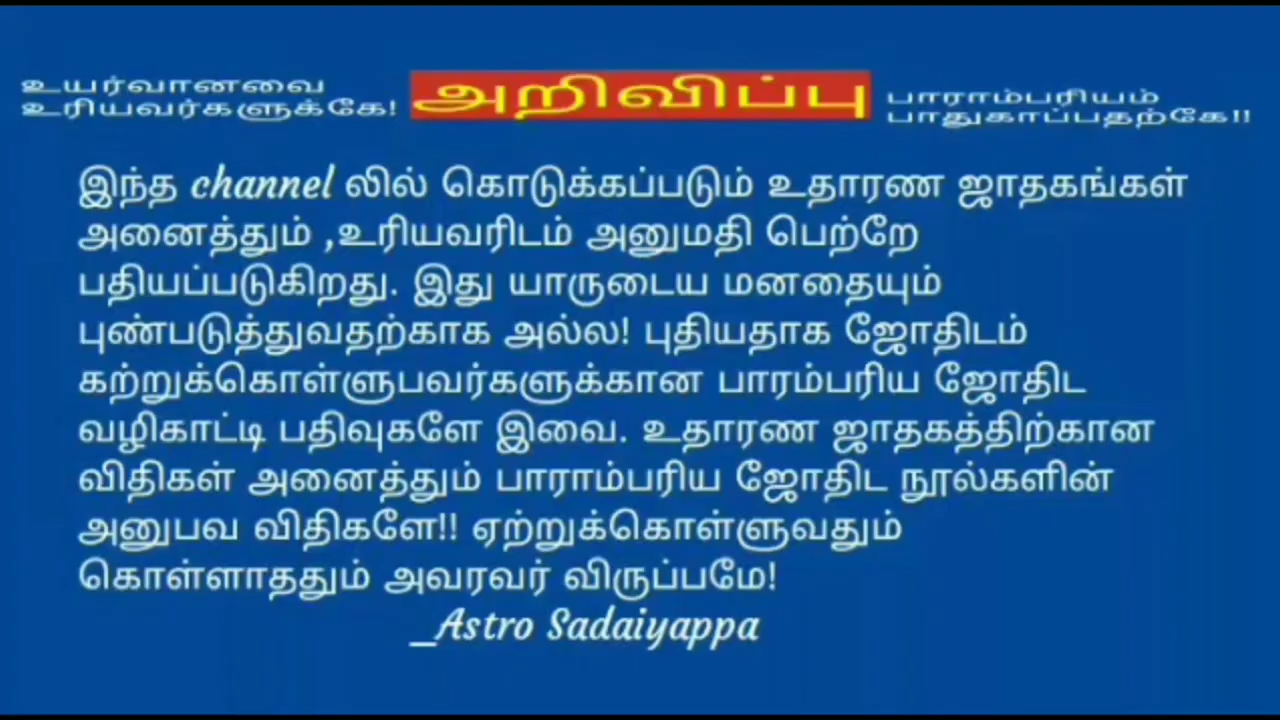 உயர்வானவை
உரியவர்களுக்கே!
அறிவிப்பு
பாராம்பரியம்
பாதுகாப்பதற்கே!!
இந்த channel லில் கொடுக்கப்படும் உதாரண ஜாதகங்கள்
அனைத்தும் ,உரியவரிடம் அனுமதி பெற்றே
பதியப்படுகிறது. இது யாருடைய மனதையும்
புண்படுத்துவதற்காக அல்ல! புதியதாக ஜோதிடம்
கற்றுக்கொள்ளுபவர்களுக்கான பாரம்பரிய ஜோதிட
வழிகாட்டி பதிவுகளே இவை. உதாரண ஜாதகத்திற்கான
விதிகள் அனைத்தும் பாராம்பரிய ஜோதிட நூல்களின்
அனுபவ விதிகளே!! ஏற்றுக்கொள்ளுவதும்
கொள்ளாததும் அவரவர் விருப்பமே!
_Astro Sadaiyappa